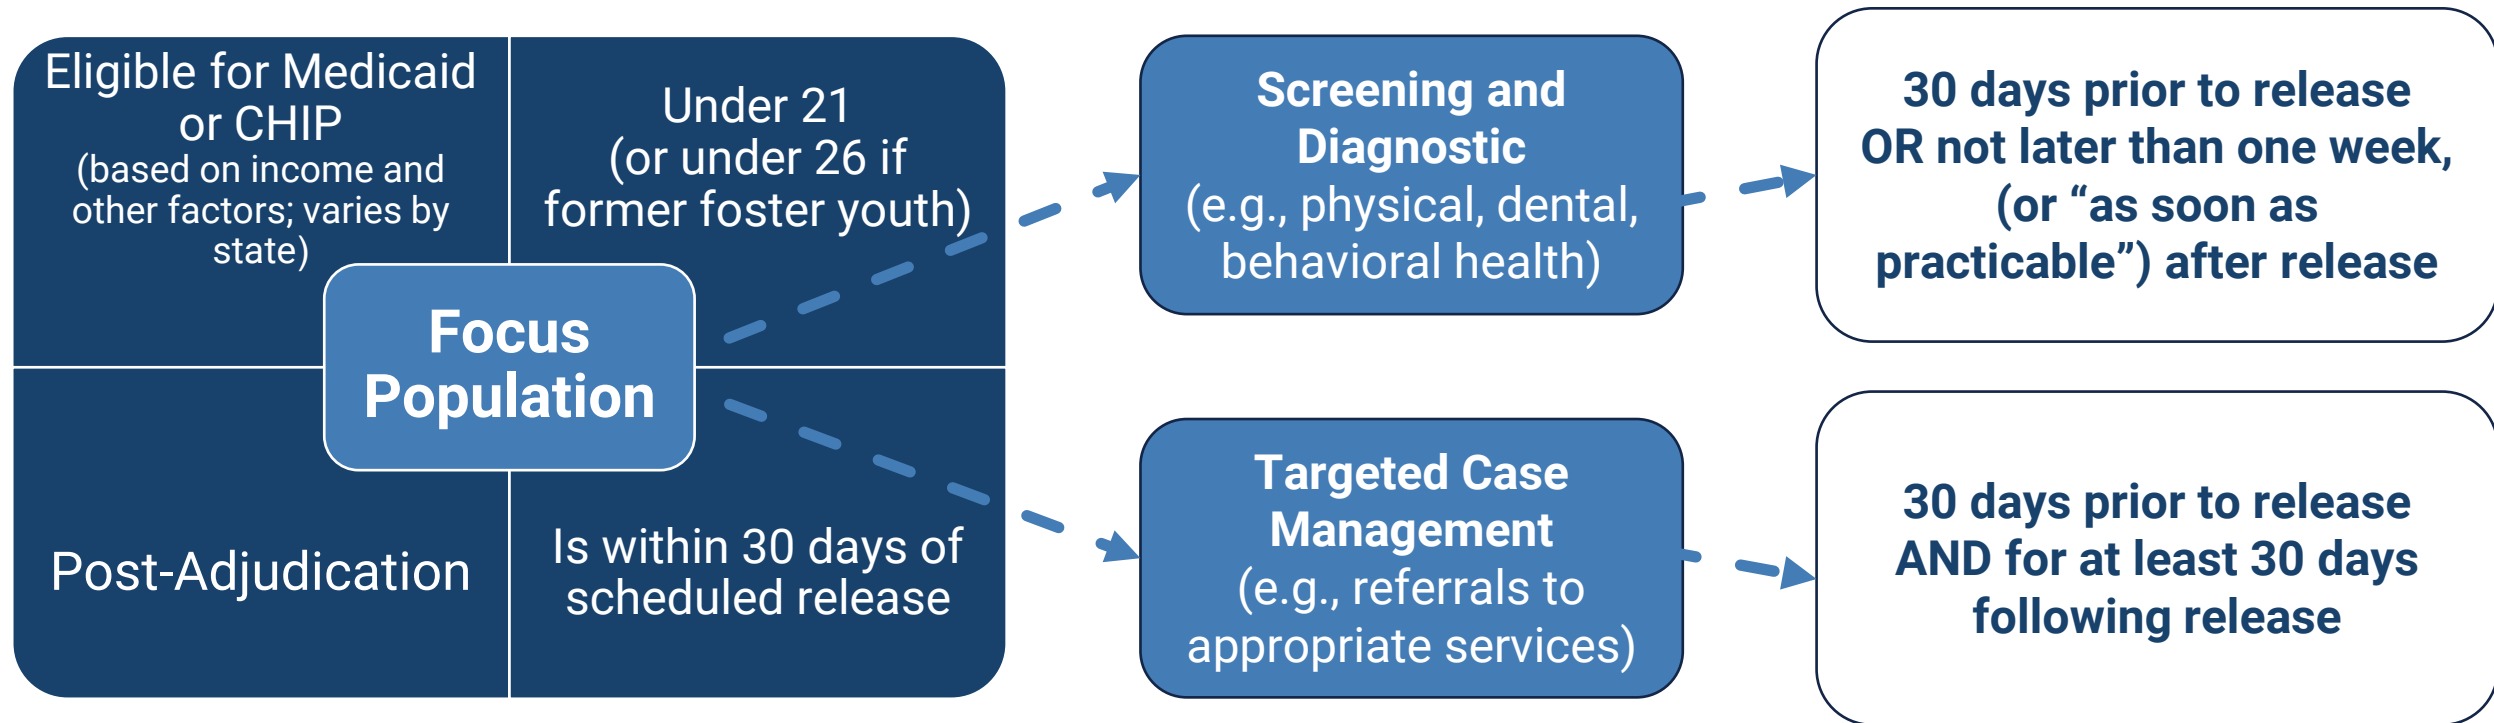 Eligible for Medicaid
or CHIP
(based on income and
other factors; varies by
state)
Under 21
(or under 26 if
former foster youth)
Focus
Population
Post-Adjudication
Is within 30 days of
scheduled release
Screening and
Diagnostic
(e.g., physical, dental,
behavioral health)
30 days prior to release
OR not later than one week,
(or “as soon as
practicable”) after release
Targeted Case
Management
(e.g., referrals to
appropriate services)
30 days prior to release
AND for at least 30 days
following release